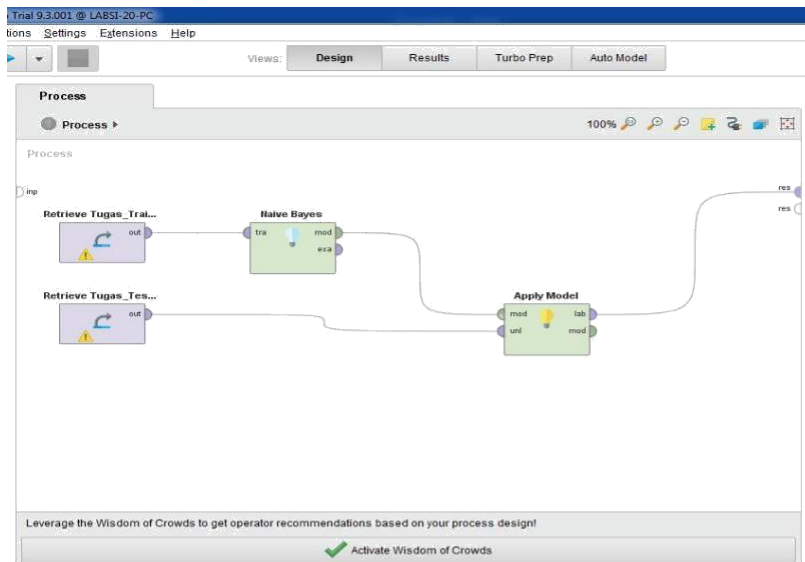 Trial 9.3.001 @ LABSI-20-PC
tions Settings Extensions Help
Views: Design Results Turbo Prep Auto Model
Process
Process
100%
Process
inp
res
res
Retrieve Tugas_Trai...
out
Naive Bayes
tra mod
exa
Retrieve Tugas_Tes...
out
Apply Model
mod lab
unl mod
Leverage the Wisdom of Crowds to get operator recommendations based on your process design!
Activate Wisdom of Crowds